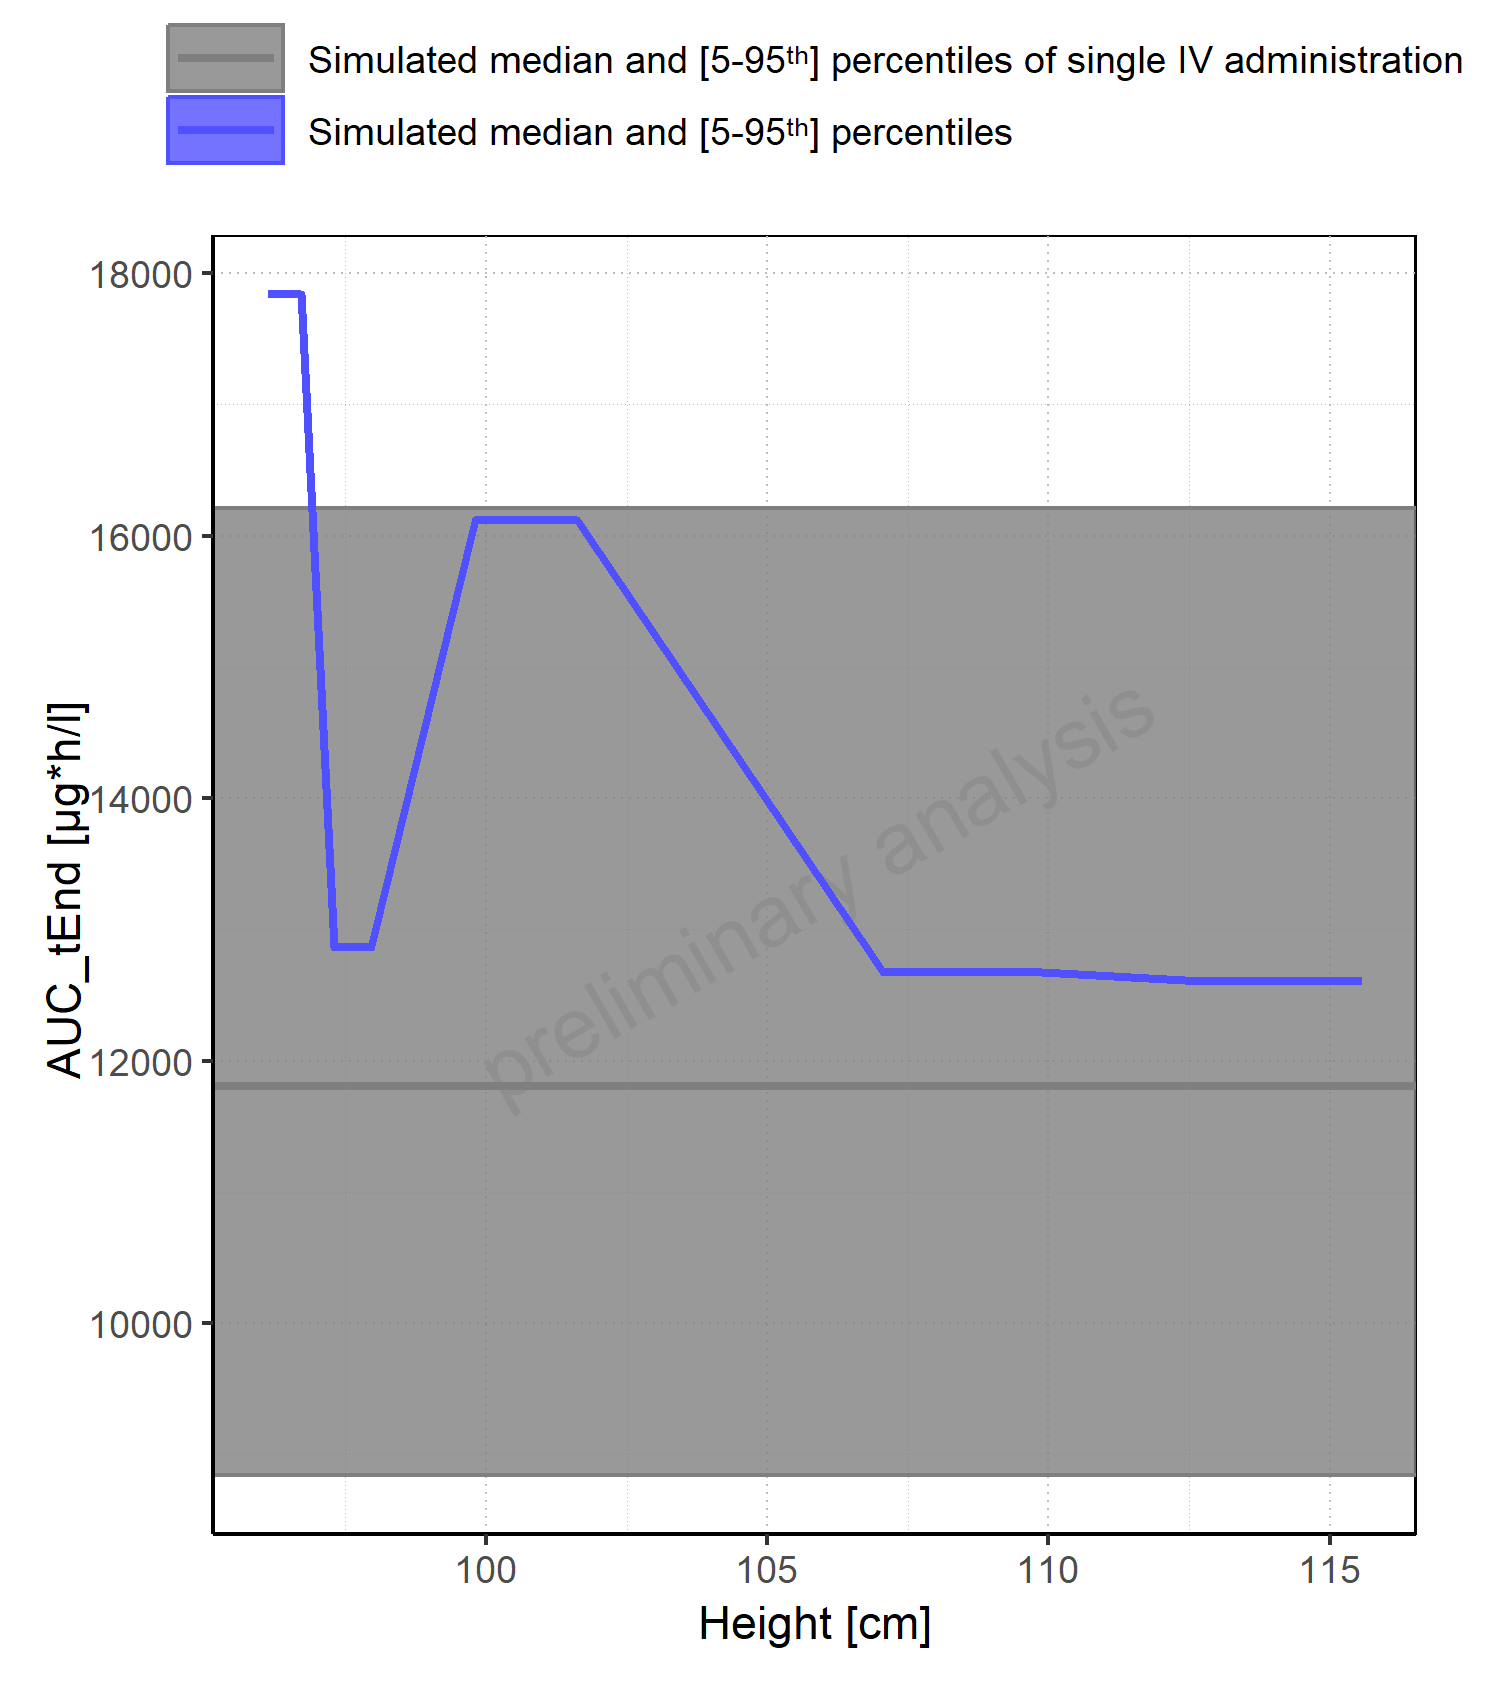 Simulated median and [5-95ᵗʰ] percentiles of single IV administration
Simulated median and [5-95ᵗʰ] percentiles
18000
16000
14000
12000
10000
AUC_tEnd [µg*h/l]
preliminary analysis
100 105 110 115
Height [cm]